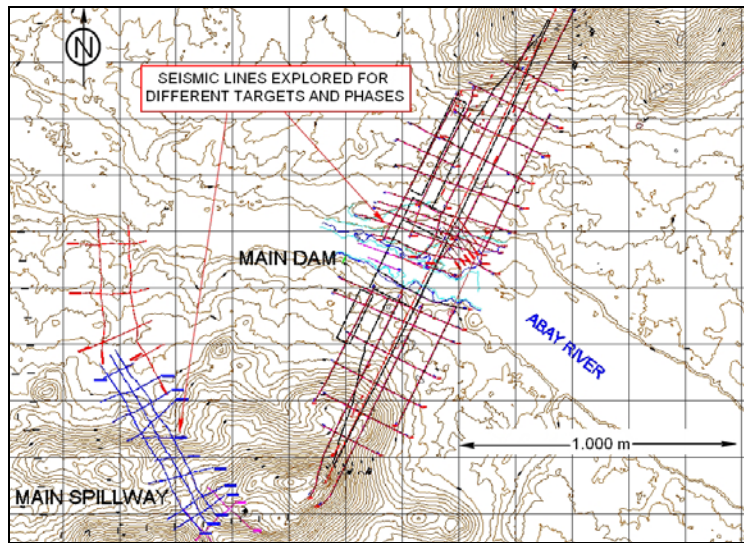 N
SEISMIC LINES EXPLORED FOR
DIFFERENT TARGETS AND PHASES
MAIN DAM
ABAY RIVER
1.000 m
MAIN SPILLWAY